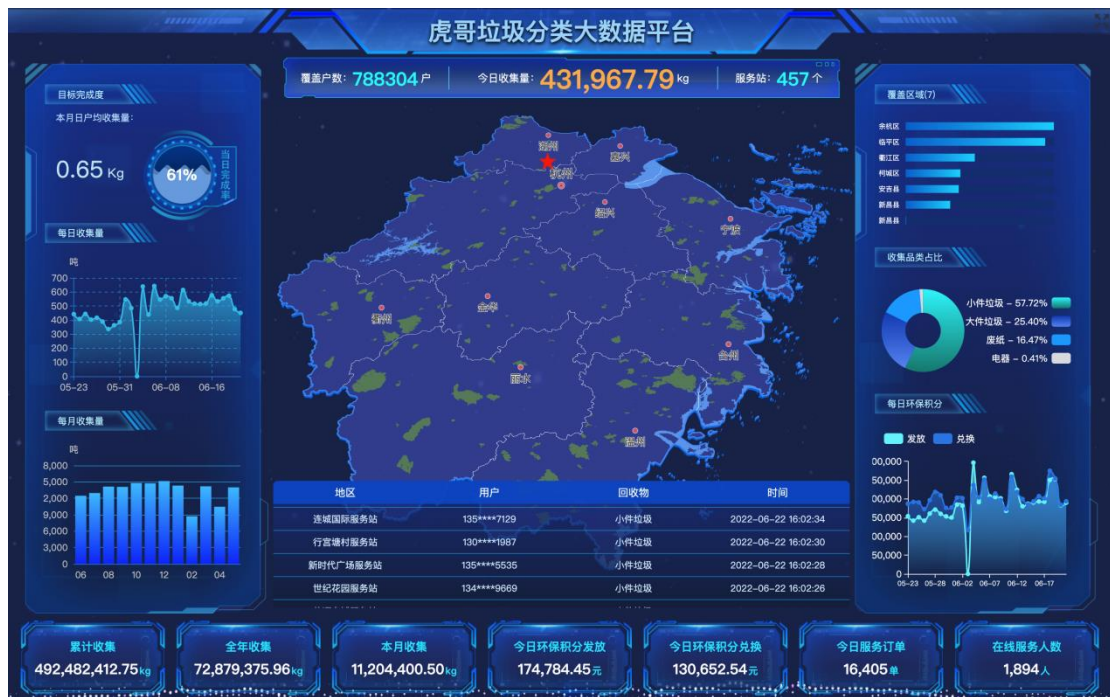 虎哥垃圾分类大数据平台
覆盖户数: 788304 户
今日收集量: 431,967.79 kg
服务站: 457 个
目标完成度
本月日户均收集量:
0.65 Kg
61%
当日完成率
每日收集量
吨
700
600
500
400
300
200
100
0
05-23 05-31 06-08 06-16
每月收集量
吨
8,000
5,000
2,000
9,000
6,000
3,000
0
06 08 10 12 02 04
湖州
嘉兴
杭州
绍兴
宁波
衢州
金华
台州
丽水
温州
地区 用户 回收物 时间
连城国际服务站 135****7129 小件垃圾 2022-06-22 16:02:34
行宫塘村服务站 130****1987 小件垃圾 2022-06-22 16:02:30
新时代广场服务站 135****5535 小件垃圾 2022-06-22 16:02:28
世纪花园服务站 134****9669 小件垃圾 2022-06-22 16:02:26
覆盖区域(7)
余杭区
临平区
衢江区
柯城区
安吉县
新昌县
新昌县
收集品类占比
小件垃圾 - 57.72%
大件垃圾 - 25.40%
废纸 - 16.47%
电器 - 0.41%
每日环保积分
发放 兑换
00,000
50,000
00,000
50,000
00,000
50,000
0
05-23 05-28 06-02 06-07 06-12 06-17
累计收集
492,482,412.75 kg
全年收集
72,879,375.96 kg
本月收集
11,204,400.50 kg
今日环保积分发放
174,784.45 元
今日环保积分兑换
130,652.54 元
今日服务订单
16,405 单
在线服务人数
1,894 人